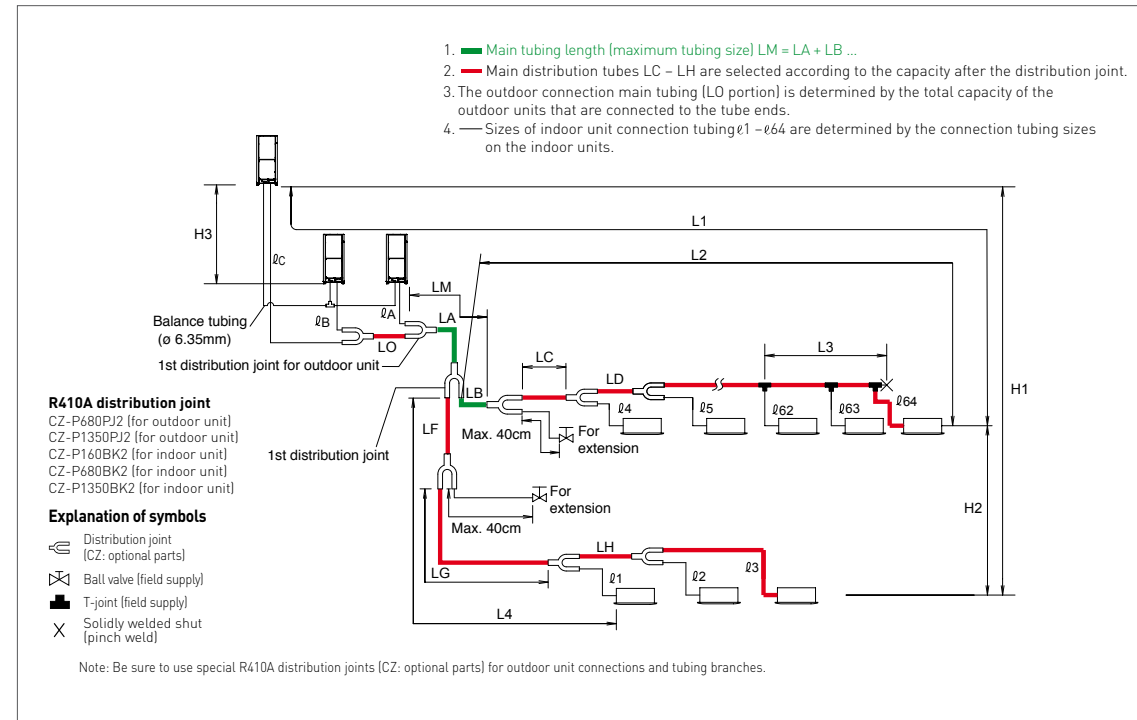 1. Main tubing length (maximum tubing size) LM = LA + LB ...
2. Main distribution tubes LC – LH are selected according to the capacity after the distribution joint.
3. The outdoor connection main tubing (LO portion) is determined by the total capacity of the
outdoor units that are connected to the tube ends.
4. Sizes of indoor unit connection tubing ℓ1 – ℓ64 are determined by the connection tubing sizes
on the indoor units.
H3
L1
ℓC
L2
LM
Balance tubing
(ø 6.35mm)
ℓB
ℓA
LA
LO
1st distribution joint for outdoor unit
LC
LD
L3
H1
LB
ℓ4
ℓ5
ℓ62
ℓ63
ℓ64
R410A distribution joint
CZ-P680PJ2 (for outdoor unit)
CZ-P1350PJ2 (for outdoor unit)
CZ-P160BK2 (for indoor unit)
CZ-P680BK2 (for indoor unit)
CZ-P1350BK2 (for indoor unit)
LF
Max. 40cm
For
extension
1st distribution joint
For
extension
Max. 40cm
H2
Explanation of symbols
Distribution joint
(CZ: optional parts)
Ball valve (field supply)
T-joint (field supply)
Solidly welded shut
(pinch weld)
LG
LH
ℓ1
ℓ2
ℓ3
L4
Note: Be sure to use special R410A distribution joints (CZ: optional parts) for outdoor unit connections and tubing branches.